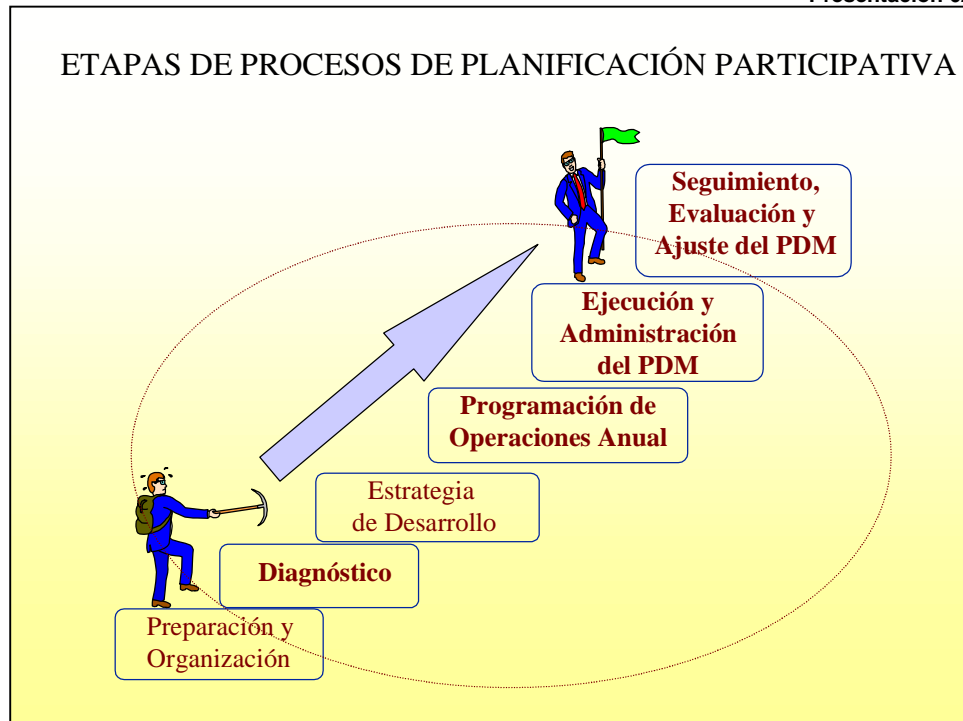 ETAPAS DE PROCESOS DE PLANIFICACIÓN PARTICIPATIVA
Seguimiento,
Evaluación y
Ajuste del PDM
Ejecución y
Administración
del PDM
Programación de
Operaciones Anual
Estrategia
de Desarrollo
Diagnóstico
Preparación y
Organización